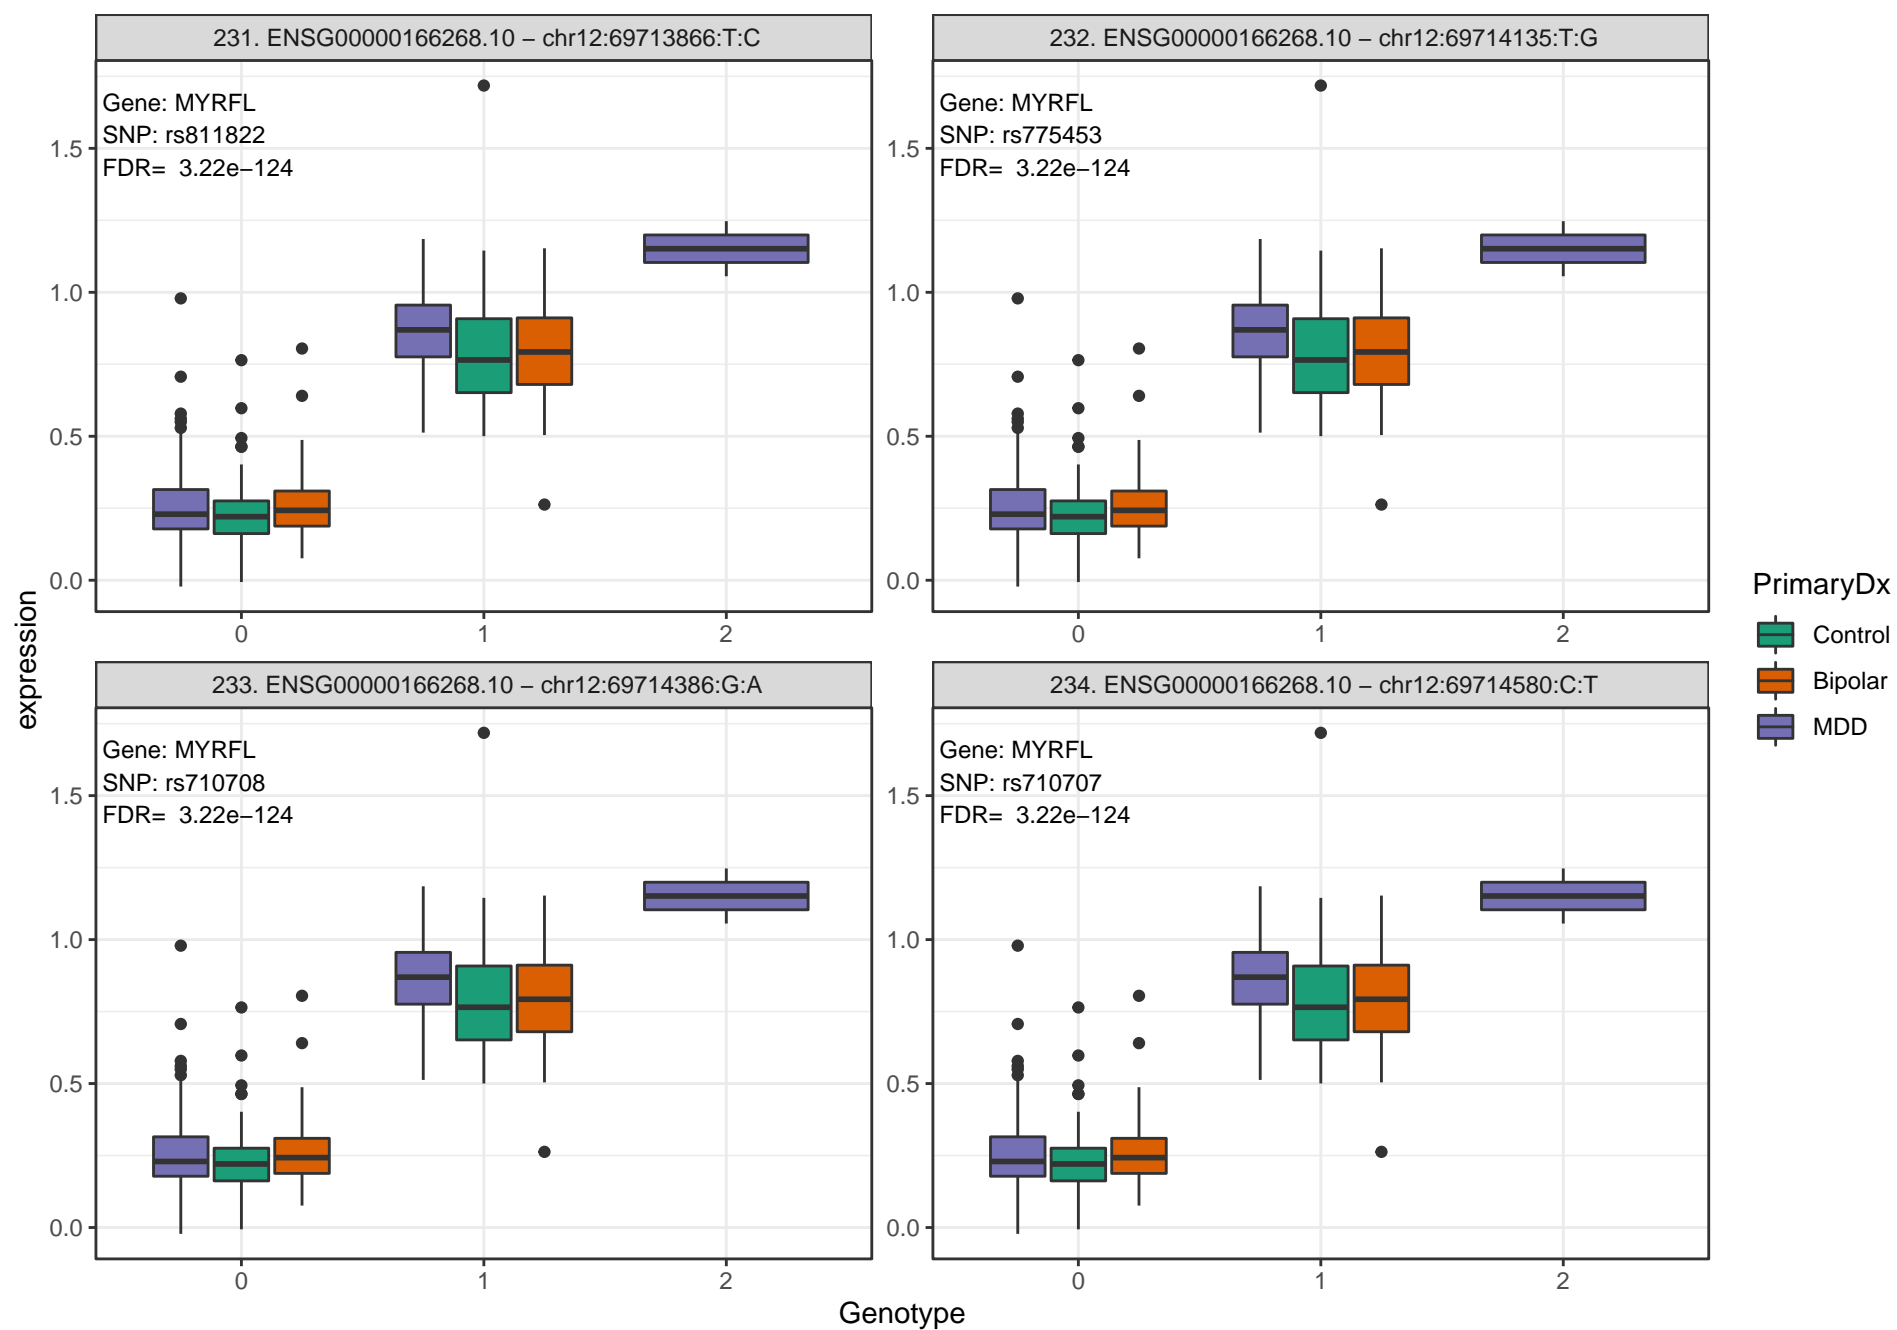 231. ENSG00000166268.10 − chr12:69713866:T:C
232. ENSG00000166268.10 − chr12:69714135:T:G
Gene: MYRFL
SNP: rs811822
FDR=  3.22e−124
Gene: MYRFL
SNP: rs775453
FDR=  3.22e−124
1.5
1.0
0.5
0.0
1.5
1.0
0.5
0.0
0
1
2
0
1
2
233. ENSG00000166268.10 − chr12:69714386:G:A
234. ENSG00000166268.10 − chr12:69714580:C:T
Gene: MYRFL
SNP: rs710708
FDR=  3.22e−124
Gene: MYRFL
SNP: rs710707
FDR=  3.22e−124
1.5
1.0
0.5
0.0
1.5
1.0
0.5
0.0
0
1
2
0
1
2
expression
Genotype
PrimaryDx
Control
Bipolar
MDD